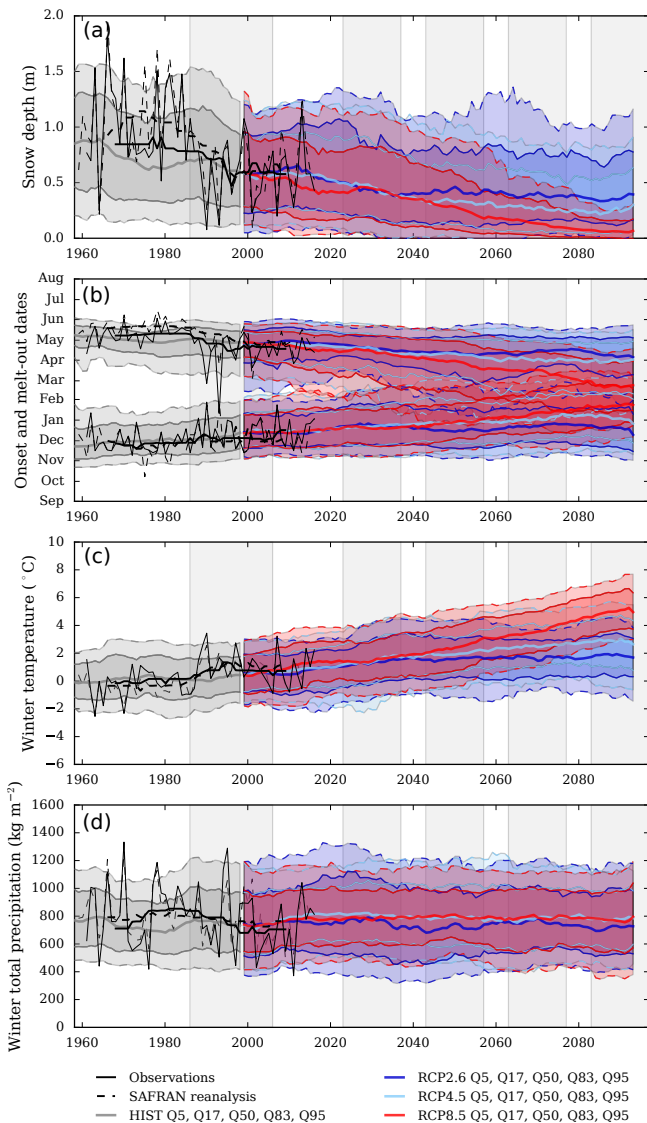 (a)
Snow depth (m)
2.0
1.5
1.0
0.5
0.0
1960 1980 2000 2020 2040 2060 2080
(b)
Onset and melt-out dates
Aug
Jul
Jun
May
Apr
Mar
Feb
Jan
Dec
Nov
Oct
Sep
1960 1980 2000 2020 2040 2060 2080
(c)
Winter temperature (°C)
10
8
6
4
2
0
−2
−4
−6
1960 1980 2000 2020 2040 2060 2080
(d)
Winter total precipitation (kg m⁻²)
1600
1400
1200
1000
800
600
400
200
0
1960 1980 2000 2020 2040 2060 2080
Observations
SAFRAN reanalysis
HIST Q5, Q17, Q50, Q83, Q95
RCP2.6 Q5, Q17, Q50, Q83, Q95
RCP4.5 Q5, Q17, Q50, Q83, Q95
RCP8.5 Q5, Q17, Q50, Q83, Q95